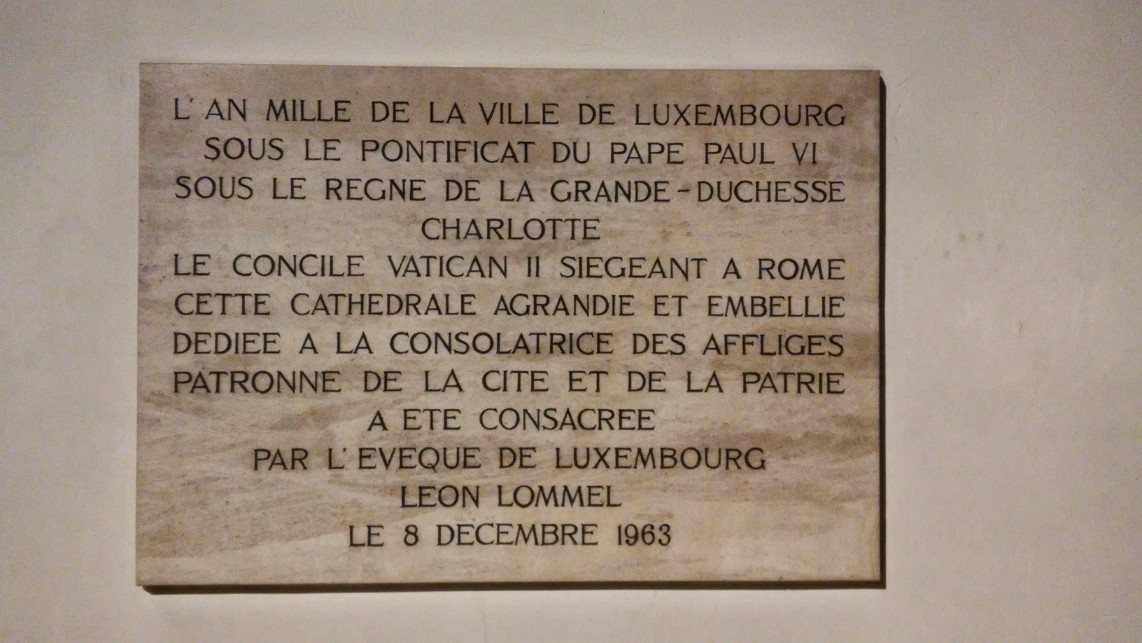 L' AN MILLE DE LA VILLE DE LUXEMBOURG
SOUS LE PONTIFICAT DU PAPE PAUL VI
SOUS LE REGNE DE LA GRANDE-DUCHESSE
CHARLOTTE
LE CONCILE VATICAN II SIEGEANT A ROME
CETTE CATHEDRALE AGRANDIE ET EMBELLIE
DEDIEE A LA CONSOLATRICE DES AFFLIGES
PATRONNE DE LA CITE ET DE LA PATRIE
A ETE CONSACREE
PAR L'EVEQUE DE LUXEMBOURG
LEON LOMMEL
LE 8 DECEMBRE 1963